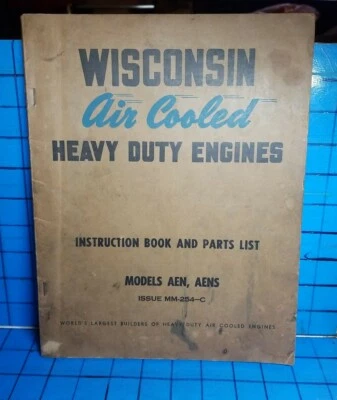 WISCONSIN
Air Cooled
HEAVY DUTY ENGINES
INSTRUCTION BOOK AND PARTS LIST
MODELS AEN, AENS
ISSUE MM-254-C
WORLD'S LARGEST BUILDERS OF HEAVY DUTY AIR COOLED ENGINES